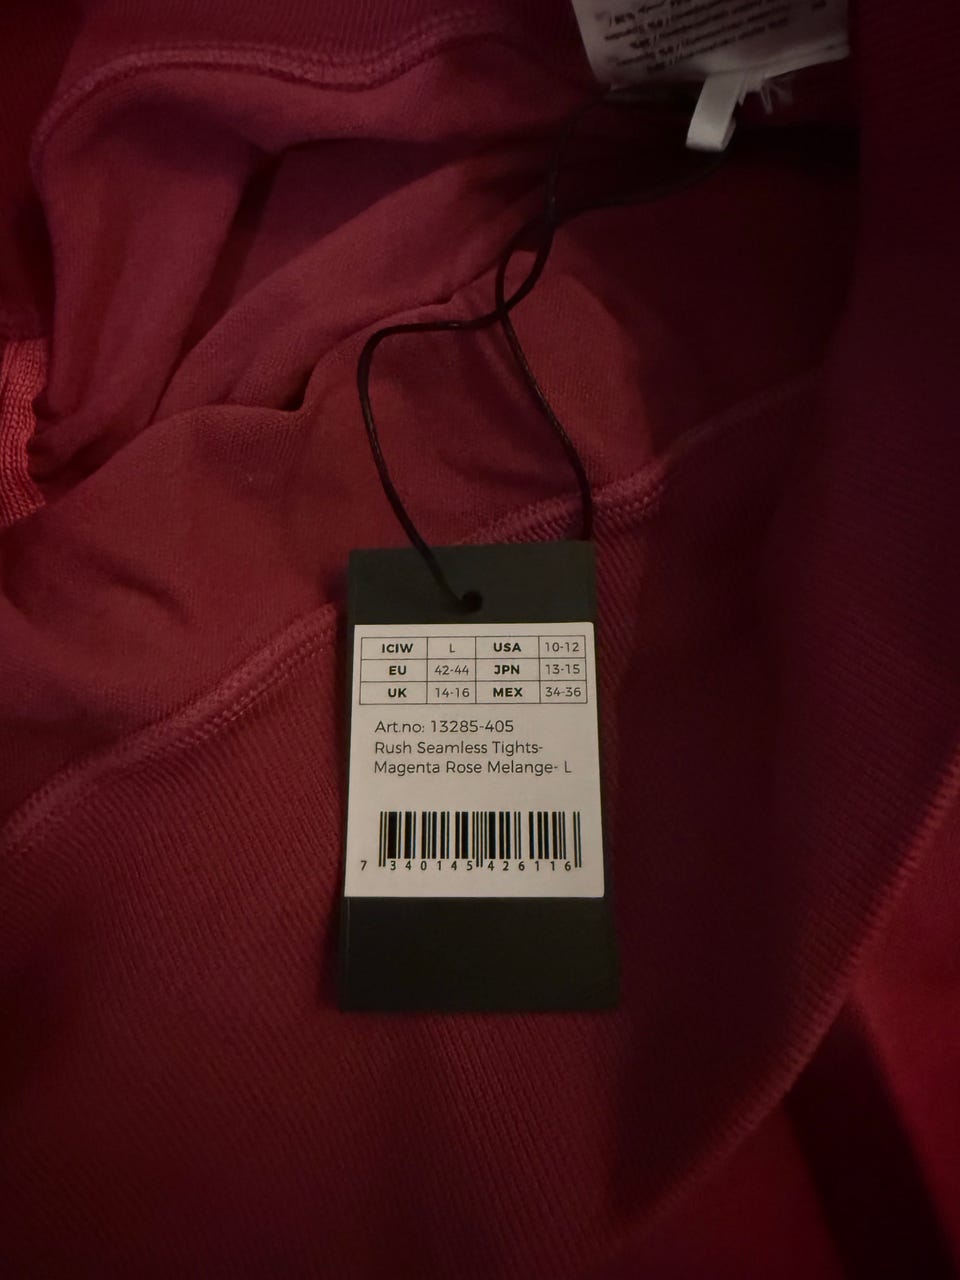 ICIW L USA 10-12
EU 42-44 JPN 13-15
UK 14-16 MEX 34-36
Art.no: 13285-405
Rush Seamless Tights-
Magenta Rose Melange- L
7 340145 426116